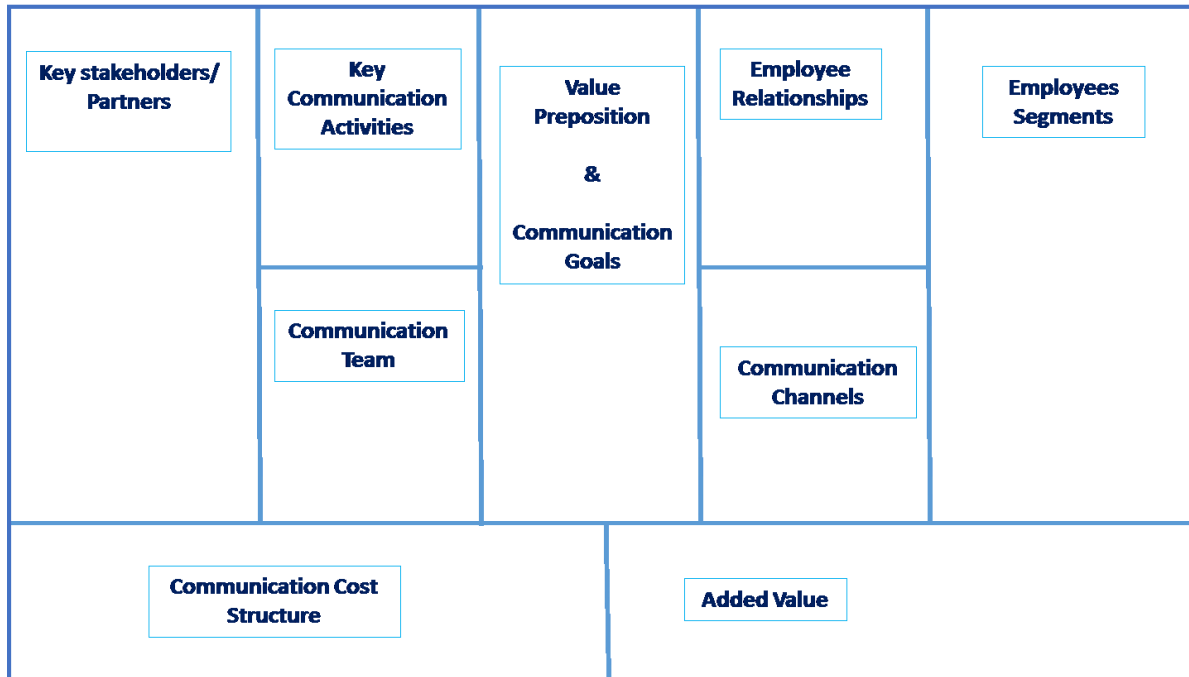 Key stakeholders/
Partners
Key
Communication
Activities
Communication
Team
Value
Preposition
&
Communication
Goals
Employee
Relationships
Communication
Channels
Employees
Segments
Communication Cost
Structure
Added Value